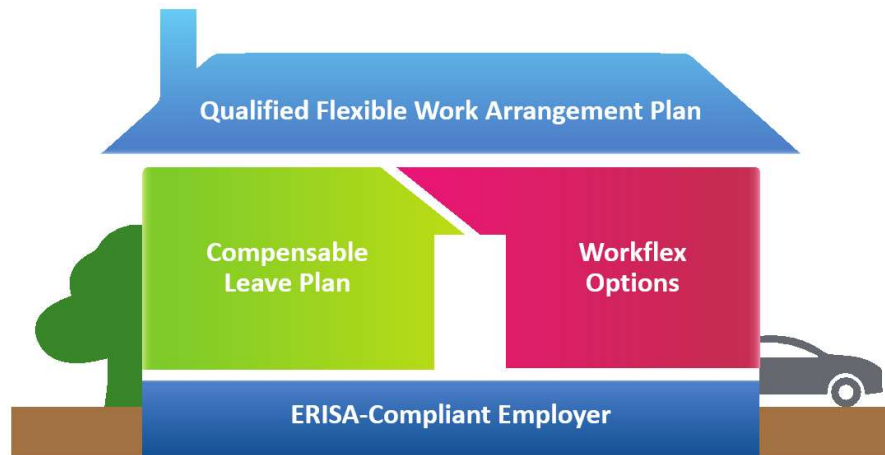 Qualified Flexible Work Arrangement Plan
Compensable
Leave Plan
Workflex
Options
ERISA-Compliant Employer